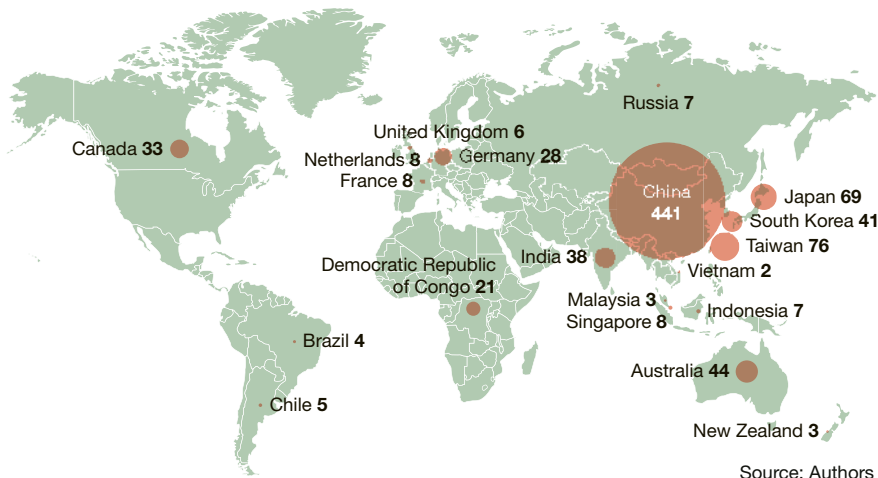 Russia 7
United Kingdom 6
Canada 33
Netherlands 8
Germany 28
France 8
China
441
Japan 69
South Korea 41
Taiwan 76
India 38
Democratic Republic
of Congo 21
Vietnam 2
Malaysia 3
Indonesia 7
Singapore 8
Brazil 4
Australia 44
Chile 5
New Zealand 3
Source: Authors